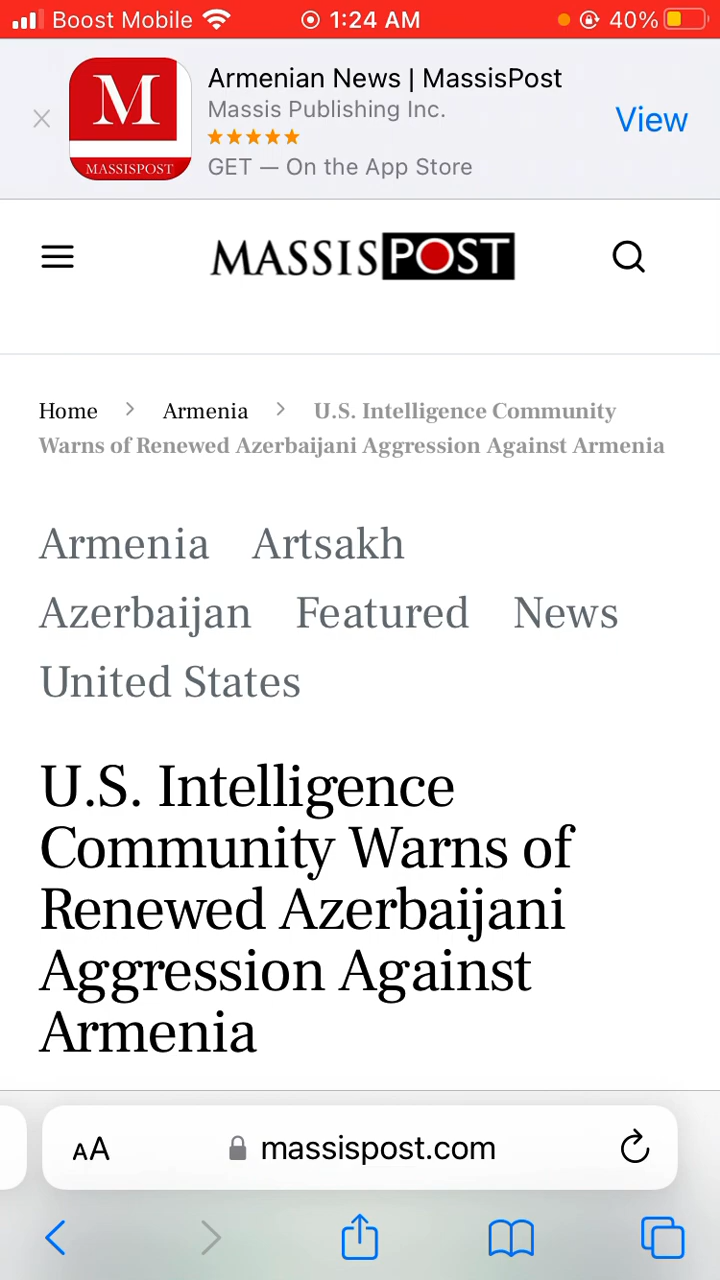 Boost Mobile 1:24 AM 40%
Armenian News | MassisPost
Massis Publishing Inc.
View
GET — On the App Store
M
MASSISPOST
MASSISPOST
Home > Armenia > U.S. Intelligence Community
Warns of Renewed Azerbaijani Aggression Against Armenia
Armenia Artsakh
Azerbaijan Featured News
United States
U.S. Intelligence
Community Warns of
Renewed Azerbaijani
Aggression Against
Armenia
AA massispost.com